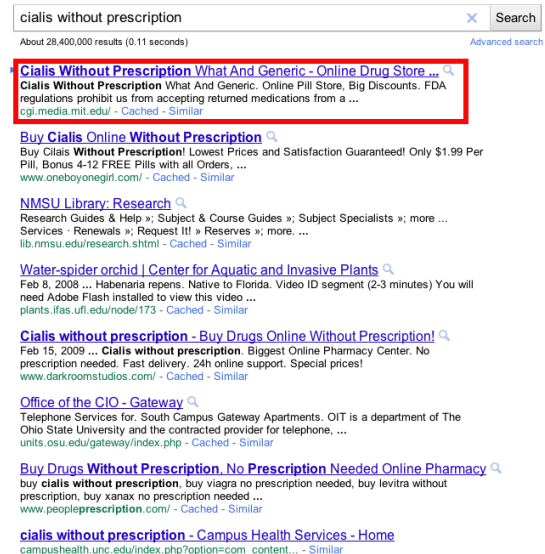 cialis without prescription
Search
About 28,400,000 results (0.11 seconds)
Advanced search
Cialis Without Prescription What And Generic - Online Drug Store ...
Cialis Without Prescription What And Generic. Online Pill Store, Big Discounts. FDA
regulations prohibit us from accepting returned medications from a ...
cgi.media.mit.edu/ - Cached - Similar
Buy Cialis Online Without Prescription
Buy Cilais Without Prescription! Lowest Prices and Satisfaction Guaranteed! Only $1.99 Per
Pill, Bonus 4-12 FREE Pills with all Orders, ...
www.oneboyonegirl.com/ - Cached - Similar
NMSU Library: Research
Research Guides & Help »; Subject & Course Guides »; Subject Specialists »; more ...
Services · Renewals »; Request It! » Reserves »; more. ...
lib.nmsu.edu/research.shtml - Cached - Similar
Water-spider orchid | Center for Aquatic and Invasive Plants
Feb 8, 2008 ... Habenaria repens. Native to Florida. Video ID segment (2-3 minutes) You will
need Adobe Flash installed to view this video ...
plants.ifas.ufl.edu/node/173 - Cached - Similar
Cialis without prescription - Buy Drugs Online Without Prescription!
Feb 15, 2009 ... Cialis without prescription. Biggest Online Pharmacy Center. No
prescription needed. Fast delivery. 24h online support. Special prices!
www.darkroomstudios.com/ - Cached - Similar
Office of the CIO - Gateway
Telephone Services for. South Campus Gateway Apartments. OIT is a department of The
Ohio State University and the contracted provider for telephone, ...
units.osu.edu/gateway/index.php - Cached - Similar
Buy Drugs Without Prescription, No Prescription Needed Online Pharmacy
buy cialis without prescription, buy viagra no prescription needed, buy levitra without
prescription, buy xanax no prescription needed ...
www.peopleprescription.com/ - Cached - Similar
cialis without prescription - Campus Health Services - Home
campushealth.unc.edu/index.php?option=com_content... - Similar